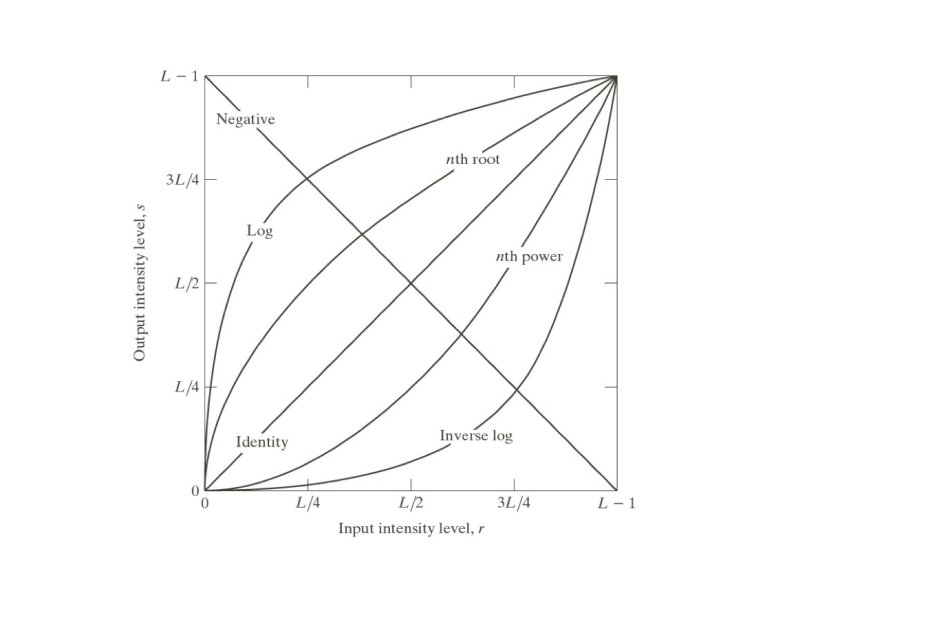 L − 1
Negative
nth root
3L/4
Log
nth power
Output intensity level, s
L/2
L/4
Identity
Inverse log
0
0
L/4
L/2
3L/4
L − 1
Input intensity level, r